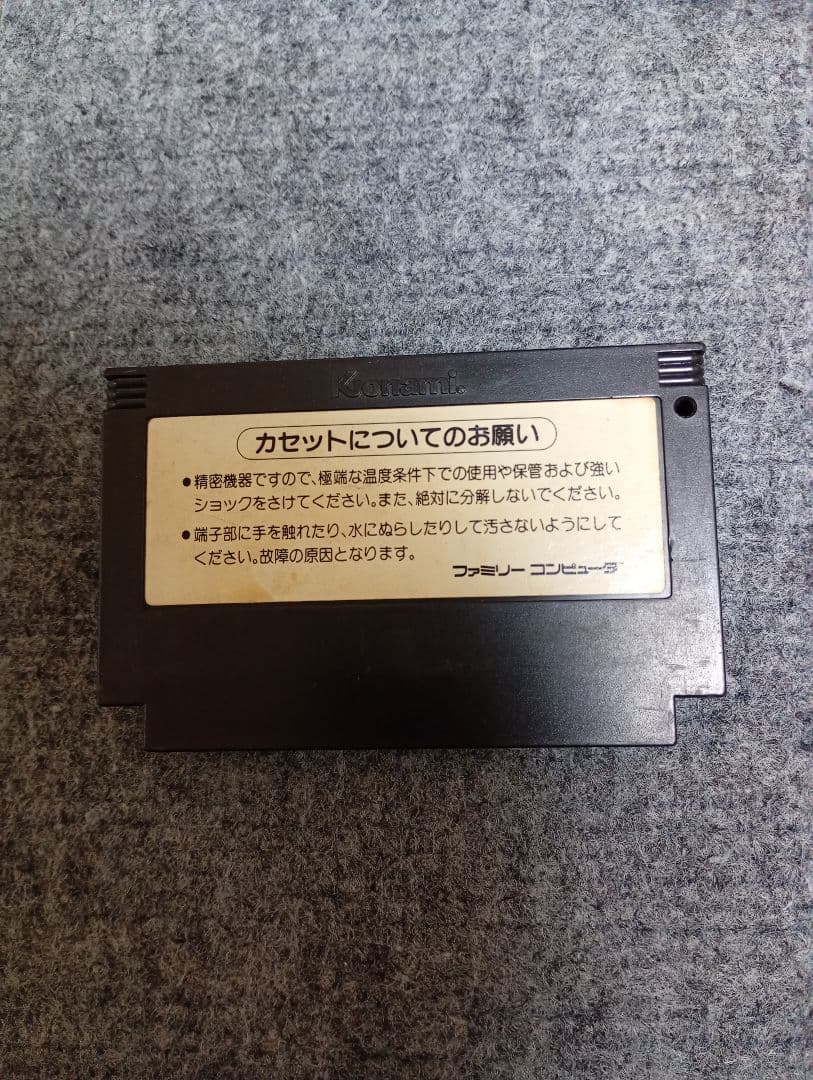 Konami®
カセットについてのお願い
●精密機器ですので、極端な温度条件下での使用や保管および強い
ショックをさけてください。また、絶対に分解しないでください。
●端子部に手を触れたり、水にぬらしたりして汚さないようにして
ください。故障の原因となります。
ファミリー コンピュータ™